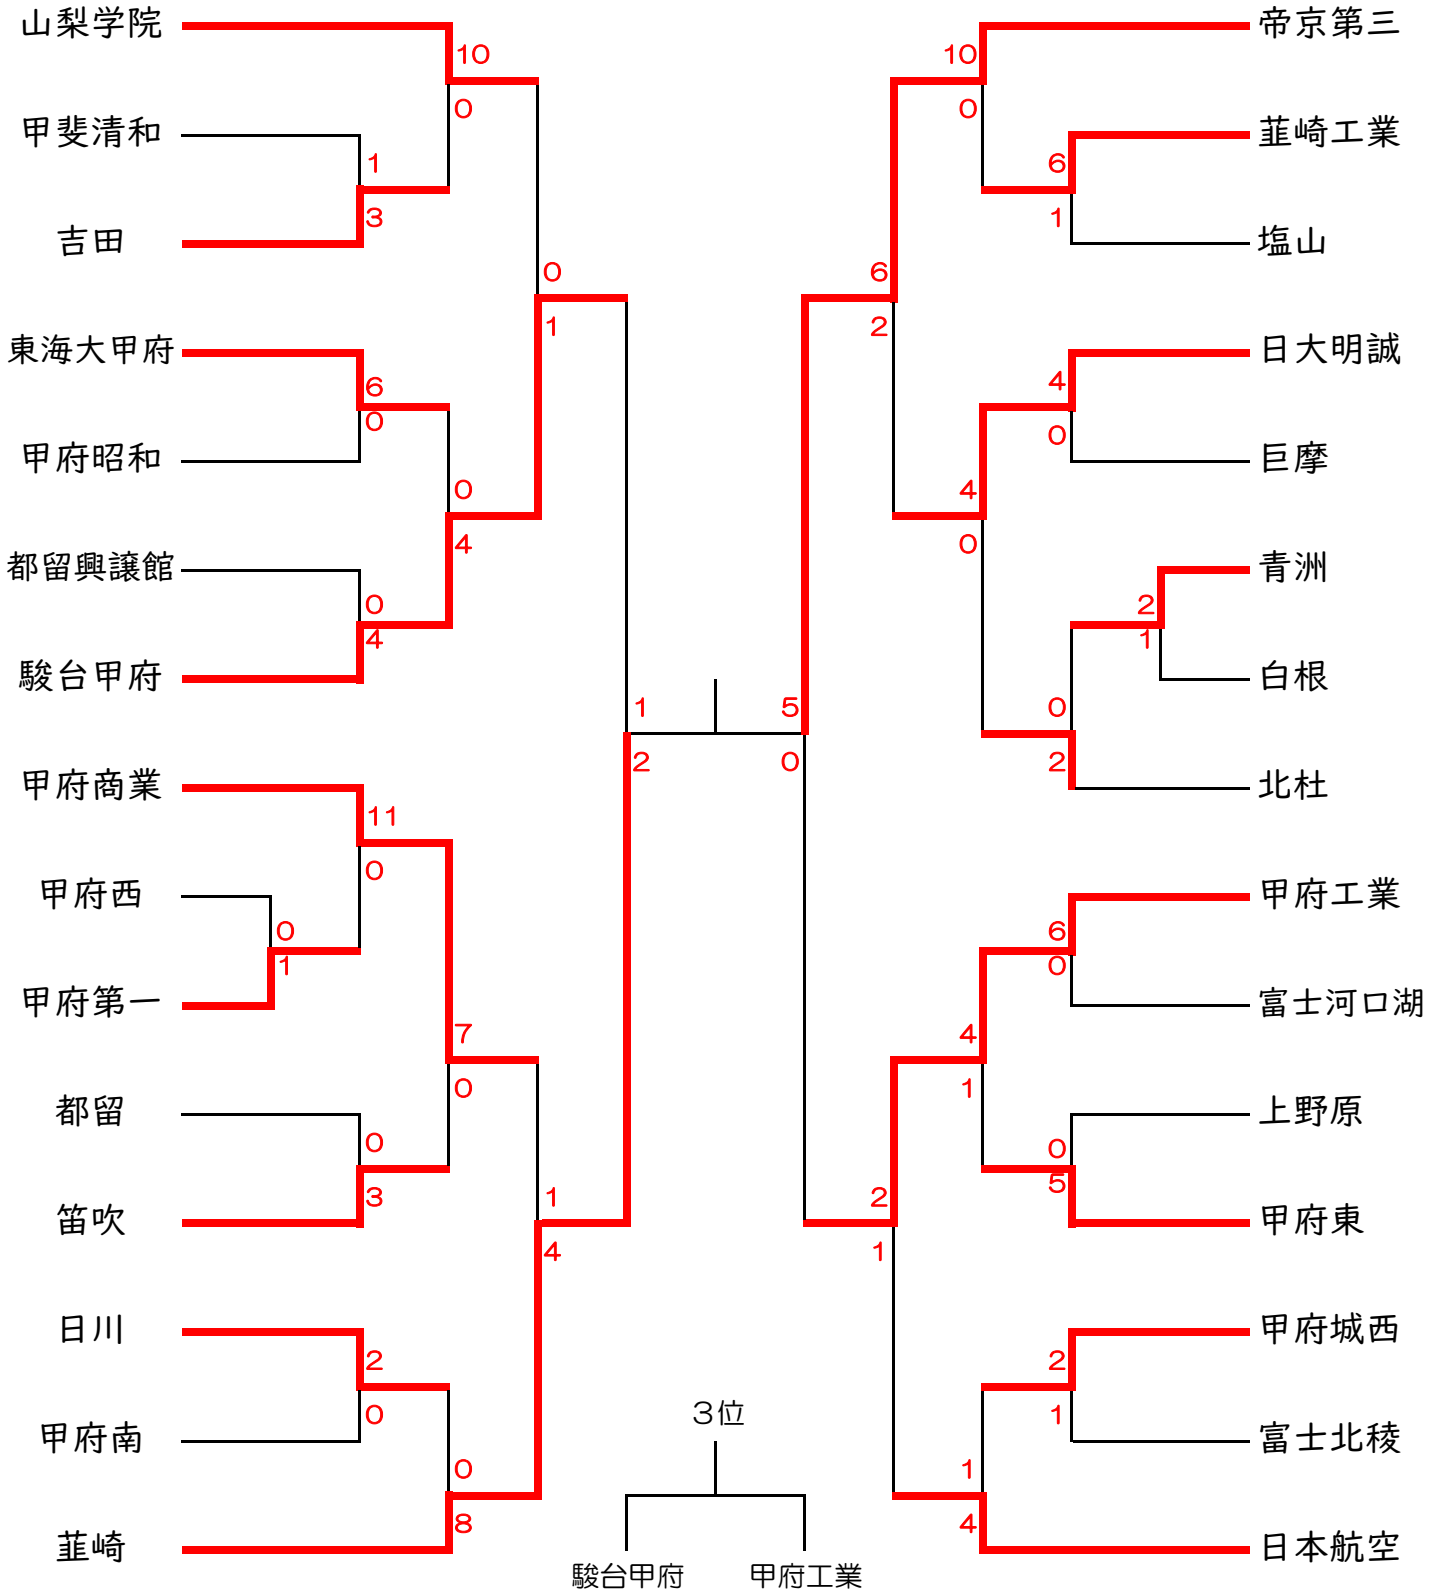 山梨学院
10
0
甲斐清和
1
3
吉田
0
1
東海大甲府
6
0
甲府昭和
0
4
都留興譲館
0
4
駿台甲府
1
2
甲府商業
11
0
甲府西
0
1
甲府第一
7
0
都留
0
3
笛吹
1
4
日川
2
0
甲府南
0
8
韮崎
帝京第三
10
0
韮崎工業
6
1
塩山
6
2
日大明誠
4
0
巨摩
4
0
青洲
2
1
白根
0
2
北杜
5
0
甲府工業
6
0
富士河口湖
4
1
上野原
0
5
甲府東
2
1
甲府城西
2
1
富士北稜
1
4
日本航空
3位
駿台甲府
甲府工業